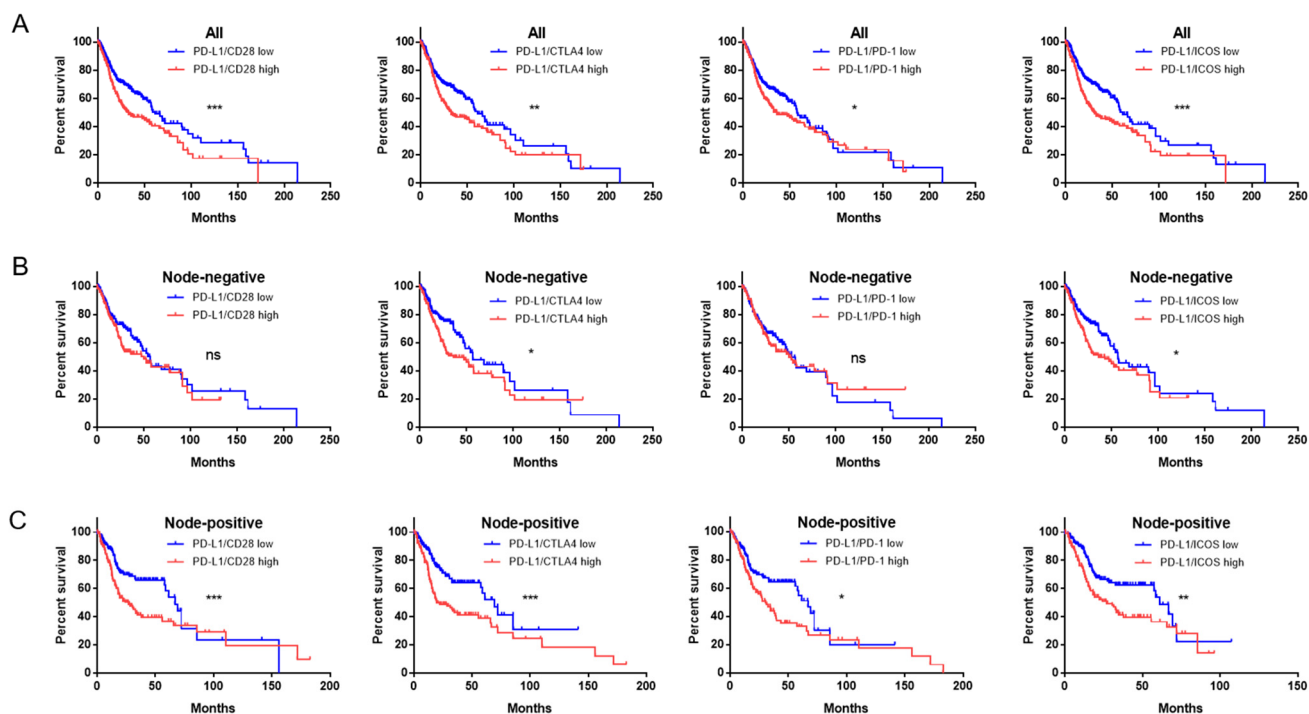 A
All
PD-L1/CD28 low
PD-L1/CD28 high
***
Percent survival
100
80
60
40
20
0
0 50 100 150 200 250
Months
All
PD-L1/CTLA4 low
PD-L1/CTLA4 high
**
Percent survival
100
80
60
40
20
0
0 50 100 150 200 250
Months
All
PD-L1/PD-1 low
PD-L1/PD-1 high
*
Percent survival
100
80
60
40
20
0
0 50 100 150 200 250
Months
All
PD-L1/ICOS low
PD-L1/ICOS high
***
Percent survival
100
80
60
40
20
0
0 50 100 150 200 250
Months
B
Node-negative
PD-L1/CD28 low
PD-L1/CD28 high
ns
Percent survival
100
80
60
40
20
0
0 50 100 150 200 250
Months
Node-negative
PD-L1/CTLA4 low
PD-L1/CTLA4 high
*
Percent survival
100
80
60
40
20
0
0 50 100 150 200 250
Months
Node-negative
PD-L1/PD-1 low
PD-L1/PD-1 high
ns
Percent survival
100
80
60
40
20
0
0 50 100 150 200 250
Months
Node-negative
PD-L1/ICOS low
PD-L1/ICOS high
*
Percent survival
100
80
60
40
20
0
0 50 100 150 200 250
Months
C
Node-positive
PD-L1/CD28 low
PD-L1/CD28 high
***
Percent survival
100
80
60
40
20
0
0 50 100 150 200
Months
Node-positive
PD-L1/CTLA4 low
PD-L1/CTLA4 high
***
Percent survival
100
80
60
40
20
0
0 50 100 150 200
Months
Node-positive
PD-L1/PD-1 low
PD-L1/PD-1 high
*
Percent survival
100
80
60
40
20
0
0 50 100 150 200
Months
Node-positive
PD-L1/ICOS low
PD-L1/ICOS high
**
Percent survival
100
80
60
40
20
0
0 50 100 150
Months